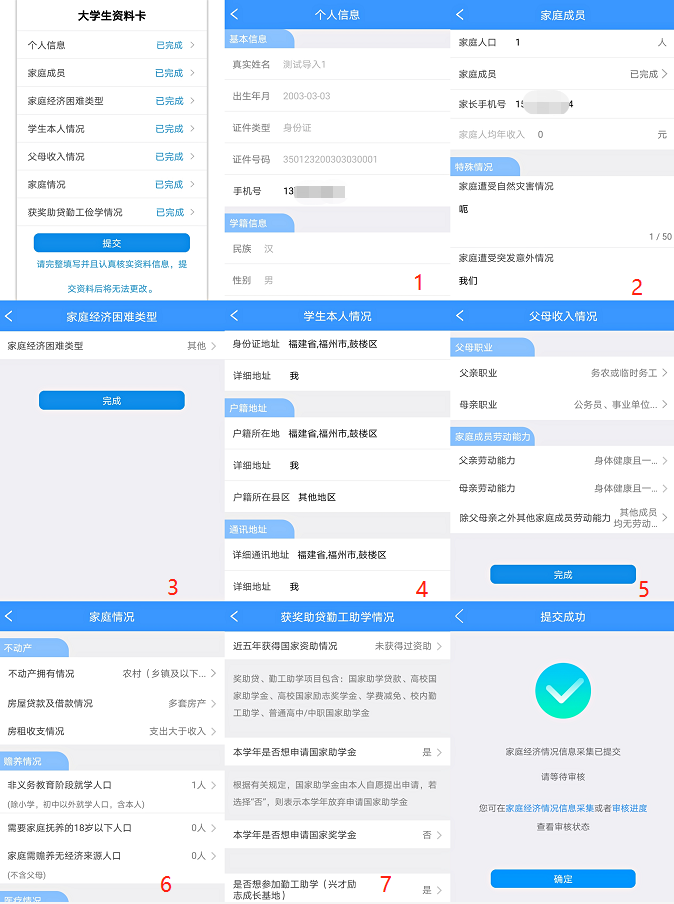 大学生资料卡
个人信息 已完成
家庭成员 已完成
家庭经济困难类型 已完成
学生本人情况 已完成
父母收入情况 已完成
家庭情况 已完成
获奖助贷勤工俭学情况 已完成
提交
请完整填写并且认真核实资料信息，提
交资料后将无法更改。
个人信息
基本信息
真实姓名 测试导入1
出生年月 2003-03-03
证件类型 身份证
证件号码 350123200303030001
手机号 13
学籍信息
民族 汉
性别 男
1
家庭成员
家庭人口 1 人
家庭成员 已完成
家长手机号 15 4
家庭人均年收入 0 元
特殊情况
家庭遭受自然灾害情况
呃
1 / 50
家庭遭受突发意外情况
我们
2
家庭经济困难类型
家庭经济困难类型 其他
完成
3
学生本人情况
身份证地址 福建省,福州市,鼓楼区
详细地址 我
户籍地址
户籍所在地 福建省,福州市,鼓楼区
详细地址 我
户籍所在县区 其他地区
通讯地址
详细通讯地址 福建省,福州市,鼓楼区
详细地址 我
4
父母收入情况
父母职业
父亲职业 务农或临时务工
母亲职业 公务员、事业单位...
家庭成员劳动能力
父亲劳动能力 身体健康且一...
母亲劳动能力 身体健康且一...
除父母亲之外其他家庭成员劳动能力 其他成员
均无劳动...
完成
5
家庭情况
不动产
不动产拥有情况 农村（乡镇及以下...
房屋贷款及借款情况 多套房产
房租收支情况 支出大于收入
赡养情况
非义务教育阶段就学人口 1人
(除小学，初中以外就学人口，含本人)
需要家庭抚养的18岁以下人口 0人
家庭需赡养无经济来源人口 0人
(不含父母)
医疗情况
6
获奖助贷勤工助学情况
近五年获得国家资助情况 未获得过资助
奖助贷、勤工助学项目包含：国家助学贷款、高校国
家助学金、高校国家励志奖学金、学费减免、校内勤
工助学、普通高中/中职国家助学金
本学年是否想申请国家助学金 是
根据有关规定，国家助学金由本人自愿提出申请，若
选择“否”，则表示本学年放弃申请国家助学金
本学年是否想申请国家奖学金 否
是否想参加勤工助学（兴才励
志成长基地） 是
7
提交成功
家庭经济情况信息采集已提交
请等待审核
您可在家庭经济情况信息采集或者审核进度
查看审核状态
确定